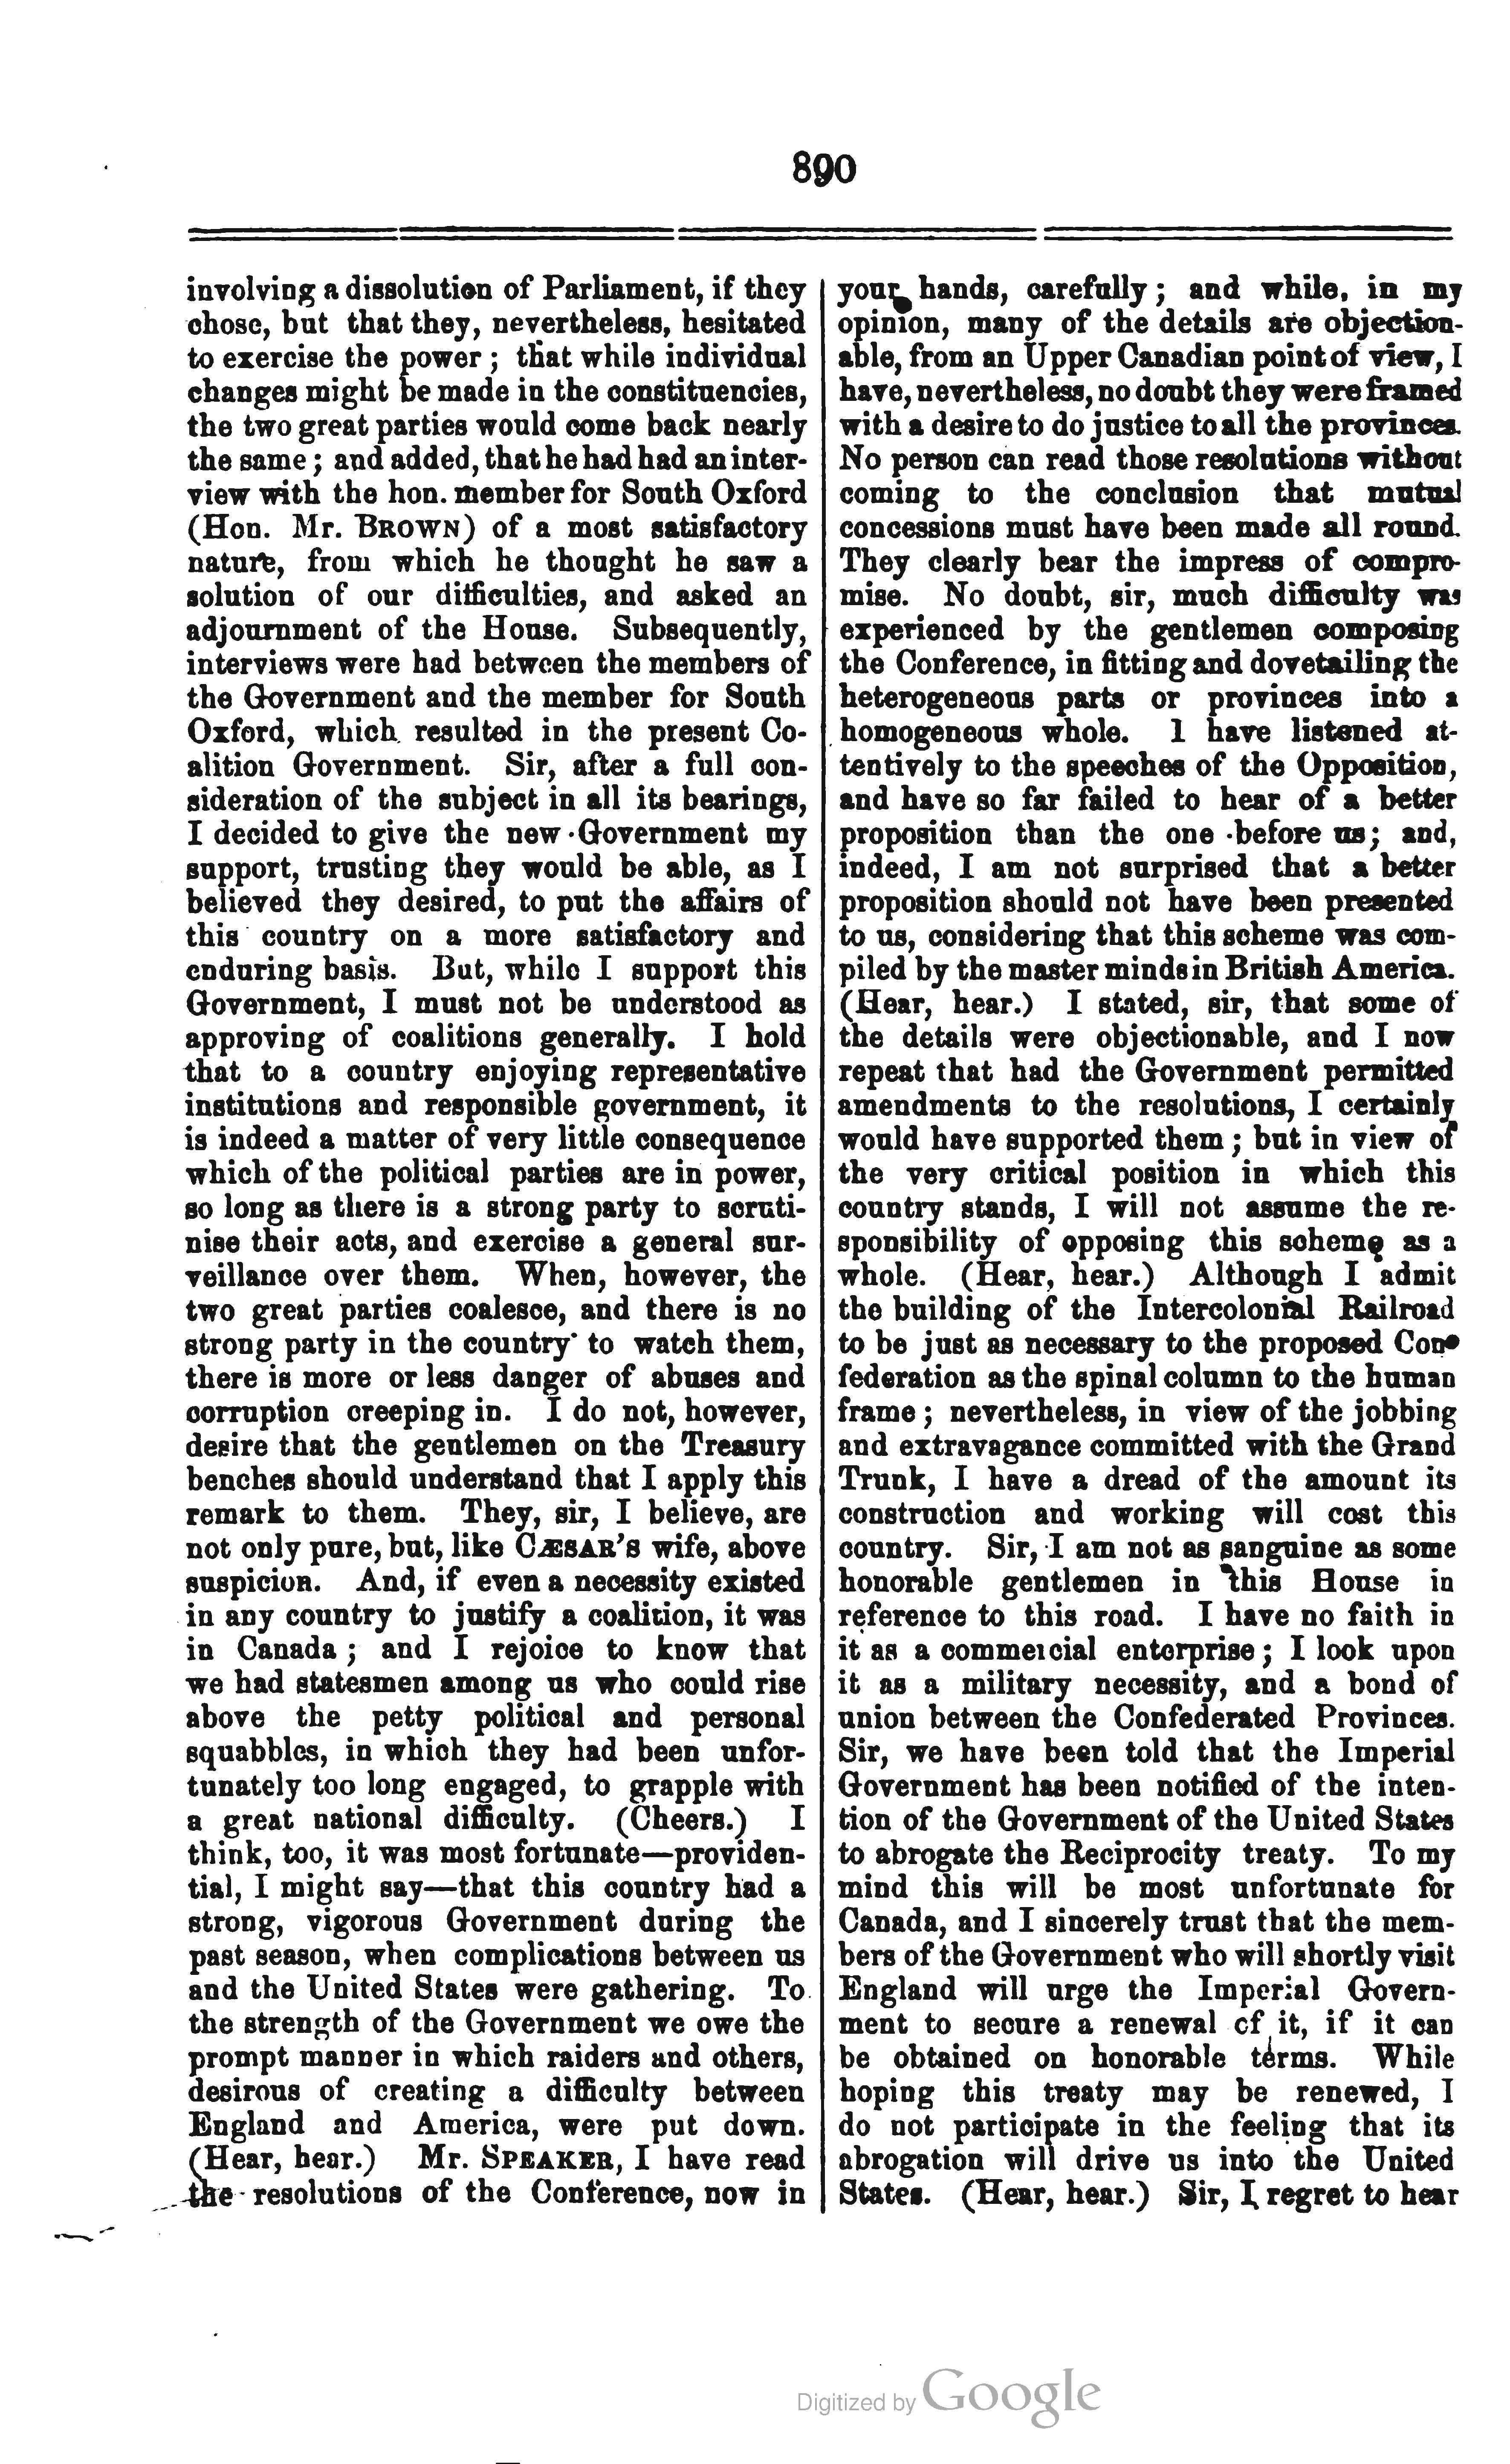 890
involving a dissolution of Parliament, if they
chose, but that they, nevertheless, hesitated
to exercise the power; that while individual
changes might be made in the constituencies,
the two great parties would come back nearly
the same; and added, that he had had an inter-
view with the hon. member for South Oxford
(Hon. Mr. BROWN) of a most satisfactory
nature, from which he thought he saw a
solution of our difficulties, and asked an
adjournment of the House. Subsequently,
interviews were had between the members of
the Government and the member for South
Oxford, which resulted in the present Co-
alition Government. Sir, after a full con-
sideration of the subject in all its bearings,
I decided to give the new Government my
support, trusting they would be able, as I
believed they desired, to put the affairs of
this country on a more satisfactory and
enduring basis. But, while I support this
Government, I must not be understood as
approving of coalitions generally. I hold
that to a country enjoying representative
institutions and responsible government, it
is indeed a matter of very little consequence
which of the political parties are in power,
so long as there is a strong party to scruti-
nise their acts, and exercise a general sur-
veillance over them. When, however, the
two great parties coalesce, and there is no
strong party in the country to watch them,
there is more or less danger of abuses and
corruption creeping in. I do not, however,
desire that the gentlemen on the Treasury
benches should understand that I apply this
remark to them. They, sir, I believe, are
not only pure, but, like CÆSAR'S wife, above
suspicion. And, if even a necessity existed
in any country to justify a coalition, it was
in Canada; and I rejoice to know that
we had statesmen among us who could rise
above the petty political and personal
squabbles, in which they had been unfor-
tunately too long engaged, to grapple with
a great national difficulty. (Cheers.) I
think, too, it was most fortunate—providen-
tial, I might say—that this country had a
strong, vigorous Government during the
past season, when complications between us
and the United States were gathering. To
the strength of the Government we owe the
prompt manner in which raiders and others,
desirous of creating a difficulty between
England and America, were put down.
(Hear, hear.) Mr. SPEAKER, I have read
the resolutions of the Conference, now in
your hands, carefully; and while, in my
opinion, many of the details are objection-
able, from an Upper Canadian point of view, I
have, nevertheless, no doubt they were framed
with a desire to do justice to all the provinces.
No person can read those resolutions without
coming to the conclusion that mutual
concessions must have been made all round.
They clearly bear the impress of compro-
mise. No doubt, sir, much difficulty was
experienced by the gentlemen composing
the Conference, in fitting and dovetailing the
heterogeneous parts or provinces into a
homogeneous whole. I have listened at-
tentively to the speeches of the Opposition,
and have so far failed to hear of a better
proposition than the one before us; and,
indeed, I am not surprised that a better
proposition should not have been presented
to us, considering that this scheme was com-
piled by the master minds in British America.
(Hear, hear.) I stated, sir, that some of
the details were objectionable, and I now
repeat that had the Government permitted
amendments to the resolutions, I certainly
would have supported them; but in view of
the very critical position in which this
country stands, I will not assume the re-
sponsibility of opposing this scheme as a
whole. (Hear, hear.) Although I admit
the building of the Intercolonial Railroad
to be just as necessary to the proposed Con-
federation as the spinal column to the human
frame; nevertheless, in view of the jobbing
and extravagance committed with the Grand
Trunk, I have a dread of the amount its
construction and working will cost this
country. Sir, I am not as sanguine as some
honorable gentlemen in this House in
reference to this road. I have no faith in
it as a commercial enterprise; I look upon
it as a military necessity, and a bond of
union between the Confederated Provinces.
Sir, we have been told that the Imperial
Government has been notified of the inten-
tion of the Government of the United States
to abrogate the Reciprocity treaty. To my
mind this will be most unfortunate for
Canada, and I sincerely trust that the mem-
bers of the Government who will shortly visit
England will urge the Imperial Govern-
ment to secure a renewal of it, if it can
be obtained on honorable terms. While
hoping this treaty may be renewed, I
do not participate in the feeling that its
abrogation will drive us into the United
States. (Hear, hear.) Sir, I regret to hear
Digitized by Google